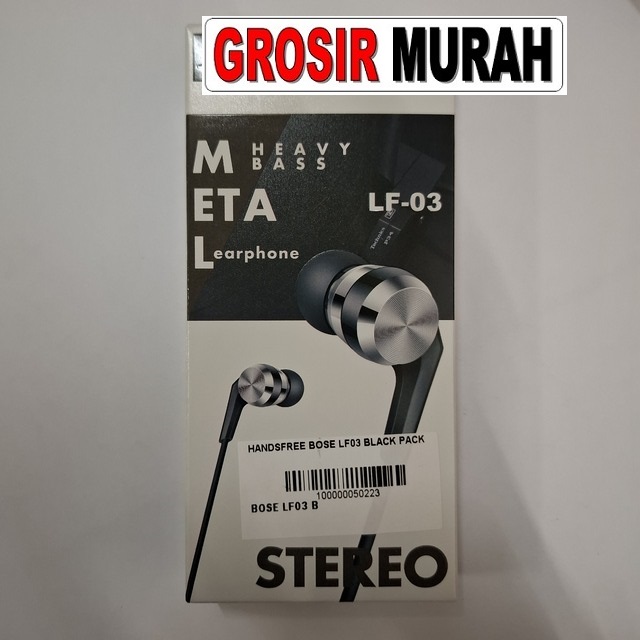 GROSIR MURAH
M HEAVY
BASS
ETA
LF-03
Learphone
HANDSFREE BOSE LF03 BLACK PACK
100000050223
BOSE LF03 B
STEREO